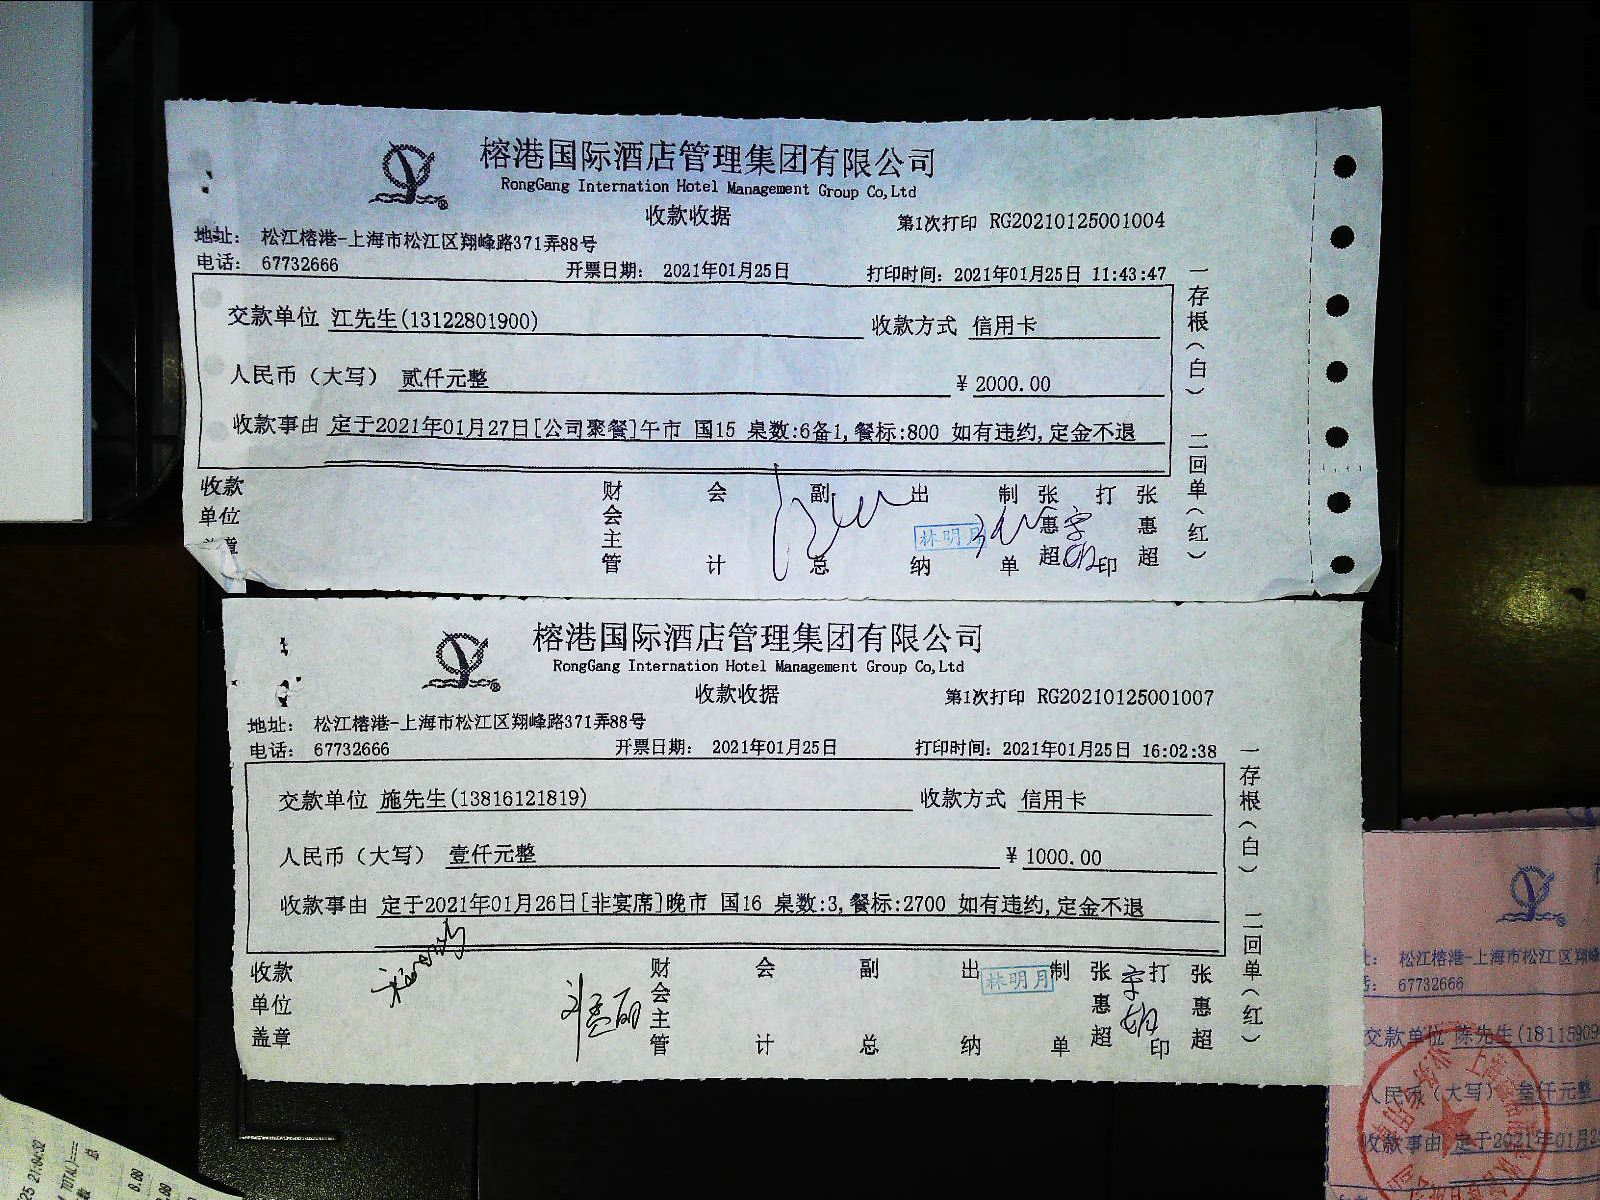 榕港国际酒店管理集团有限公司
RongGang Internation Hotel Management Group Co,Ltd
收款收据
第1次打印 RG20210125001004
地址: 松江榕港-上海市松江区翔峰路371弄88号
电话: 67732666 开票日期: 2021年01月25日 打印时间: 2021年01月25日 11:43:47
交款单位 江先生(13122801900) 收款方式 信用卡
人民币（大写） 贰仟元整 ¥ 2000.00
收款事由 定于2021年01月27日[公司聚餐]午市 国15 桌数:6备1,餐标:800 如有违约,定金不退
收款单位盖章 财会主管 会计 副总 出纳 林明月 制单 张惠超 打印 张惠超
一存根（白） 二回单（红）
榕港国际酒店管理集团有限公司
RongGang Internation Hotel Management Group Co,Ltd
收款收据
第1次打印 RG20210125001007
地址: 松江榕港-上海市松江区翔峰路371弄88号
电话: 67732666 开票日期: 2021年01月25日 打印时间: 2021年01月25日 16:02:38
交款单位 施先生(13816121819) 收款方式 信用卡
人民币（大写） 壹仟元整 ¥ 1000.00
收款事由 定于2021年01月26日[非宴席]晚市 国16 桌数:3,餐标:2700 如有违约,定金不退
收款单位盖章 财会主管 会计 副总 出纳 林明月 制单 张惠超 打印 张惠超
一存根（白） 二回单（红）
松江榕港-上海市松江区翔峰
67732666
交款单位 陈先生(1811590
人民币（大写） 叁仟元整
收款事由 定于2021年01月2
25 21:04:32
TOTAL)===